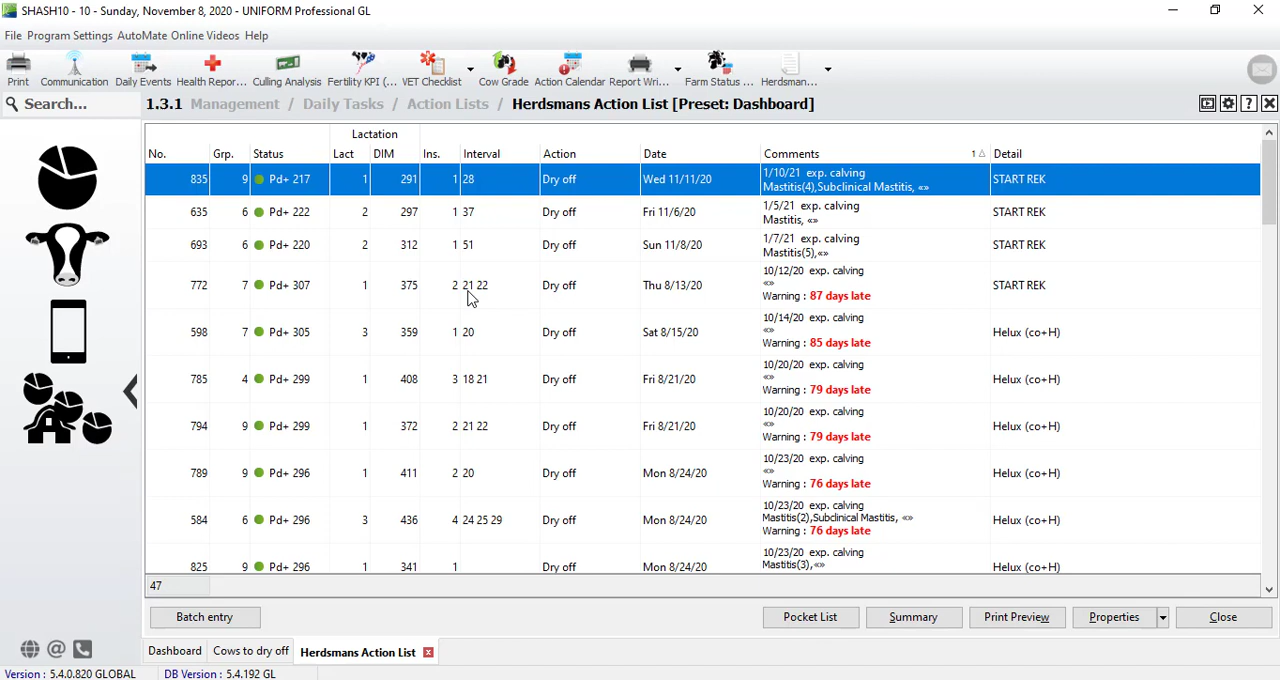 SHASH10 - 10 - Sunday, November 8, 2020 - UNIFORM Professional GL
File Program Settings AutoMate Online Videos Help
Print Communication Daily Events Health Repor... Culling Analysis Fertility KPI (... VET Checklist Cow Grade Action Calendar Report Wri... Farm Status ... Herdsman...
Search... 1.3.1 Management / Daily Tasks / Action Lists / Herdsmans Action List [Preset: Dashboard]
Lactation
No. Grp. Status Lact DIM Ins. Interval Action Date Comments 1 Detail
835 9 Pd+ 217 1 291 1 28 Dry off Wed 11/11/20 1/10/21 exp. calving START REK
Mastitis(4),Subclinical Mastitis, «»
635 6 Pd+ 222 2 297 1 37 Dry off Fri 11/6/20 1/5/21 exp. calving START REK
Mastitis, «»
693 6 Pd+ 220 2 312 1 51 Dry off Sun 11/8/20 1/7/21 exp. calving START REK
Mastitis(5),«»
772 7 Pd+ 307 1 375 2 21 22 Dry off Thu 8/13/20 10/12/20 exp. calving START REK
«»
Warning : 87 days late
598 7 Pd+ 305 3 359 1 20 Dry off Sat 8/15/20 10/14/20 exp. calving Helux (co+H)
«»
Warning : 85 days late
785 4 Pd+ 299 1 408 3 18 21 Dry off Fri 8/21/20 10/20/20 exp. calving Helux (co+H)
«»
Warning : 79 days late
794 9 Pd+ 299 1 372 2 21 22 Dry off Fri 8/21/20 10/20/20 exp. calving Helux (co+H)
«»
Warning : 79 days late
789 9 Pd+ 296 1 411 2 20 Dry off Mon 8/24/20 10/23/20 exp. calving Helux (co+H)
«»
Warning : 76 days late
584 6 Pd+ 296 3 436 4 24 25 29 Dry off Mon 8/24/20 10/23/20 exp. calving Helux (co+H)
Mastitis(2),Subclinical Mastitis, «»
Warning : 76 days late
825 9 Pd+ 296 1 341 1 Dry off Mon 8/24/20 10/23/20 exp. calving Helux (co+H)
Mastitis(3),«»
47
Batch entry Pocket List Summary Print Preview Properties Close
Dashboard Cows to dry off Herdsmans Action List
Version : 5.4.0.820 GLOBAL DB Version : 5.4.192 GL